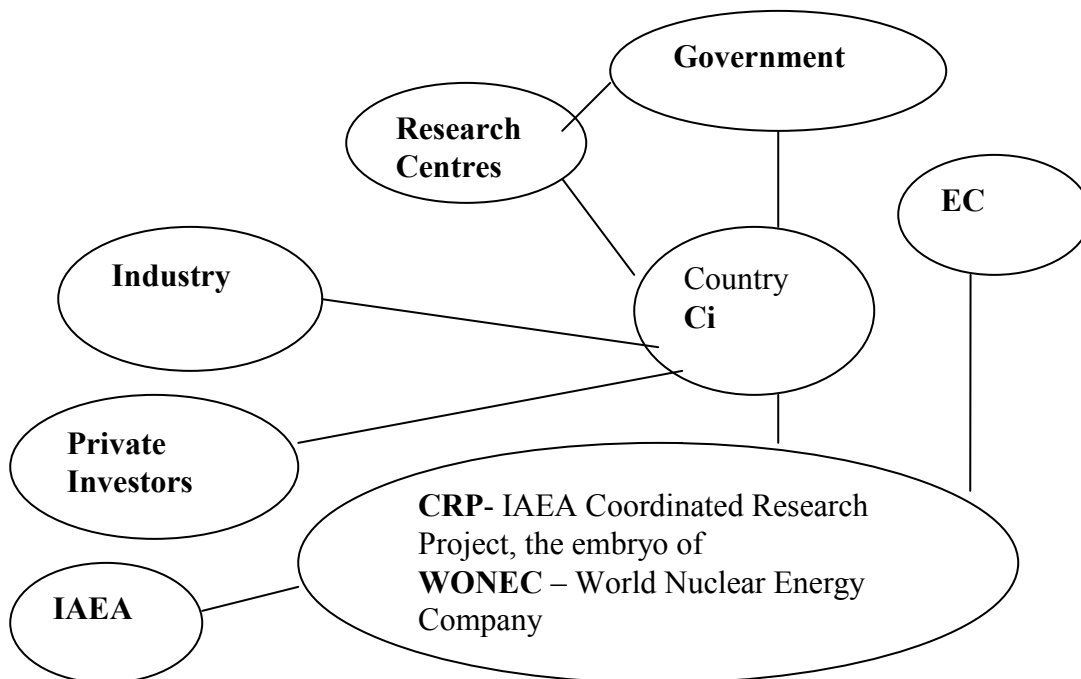 Government
Research
Centres
EC
Industry
Country
Ci
Private
Investors
CRP- IAEA Coordinated Research
Project, the embryo of
WONEC – World Nuclear Energy
Company
IAEA